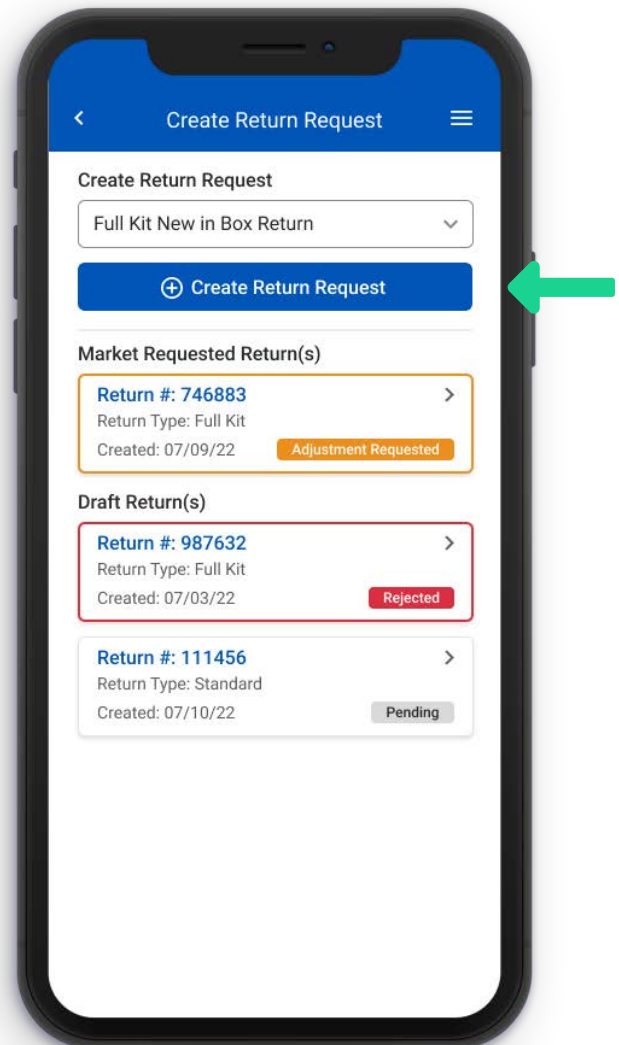 Create Return Request
Create Return Request
Full Kit New in Box Return
Create Return Request
Market Requested Return(s)
Return #: 746883
Return Type: Full Kit
Created: 07/09/22 Adjustment Requested
Draft Return(s)
Return #: 987632
Return Type: Full Kit
Created: 07/03/22 Rejected
Return #: 111456
Return Type: Standard
Created: 07/10/22 Pending